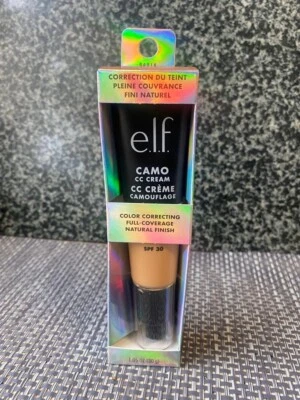 CORRECTION DU TEINT
PLEINE COUVRANCE
FINI NATUREL
e.l.f.
CAMO
CC CREAM
CC CRÈME
CAMOUFLAGE
COLOR CORRECTING
FULL-COVERAGE
NATURAL FINISH
SPF 30